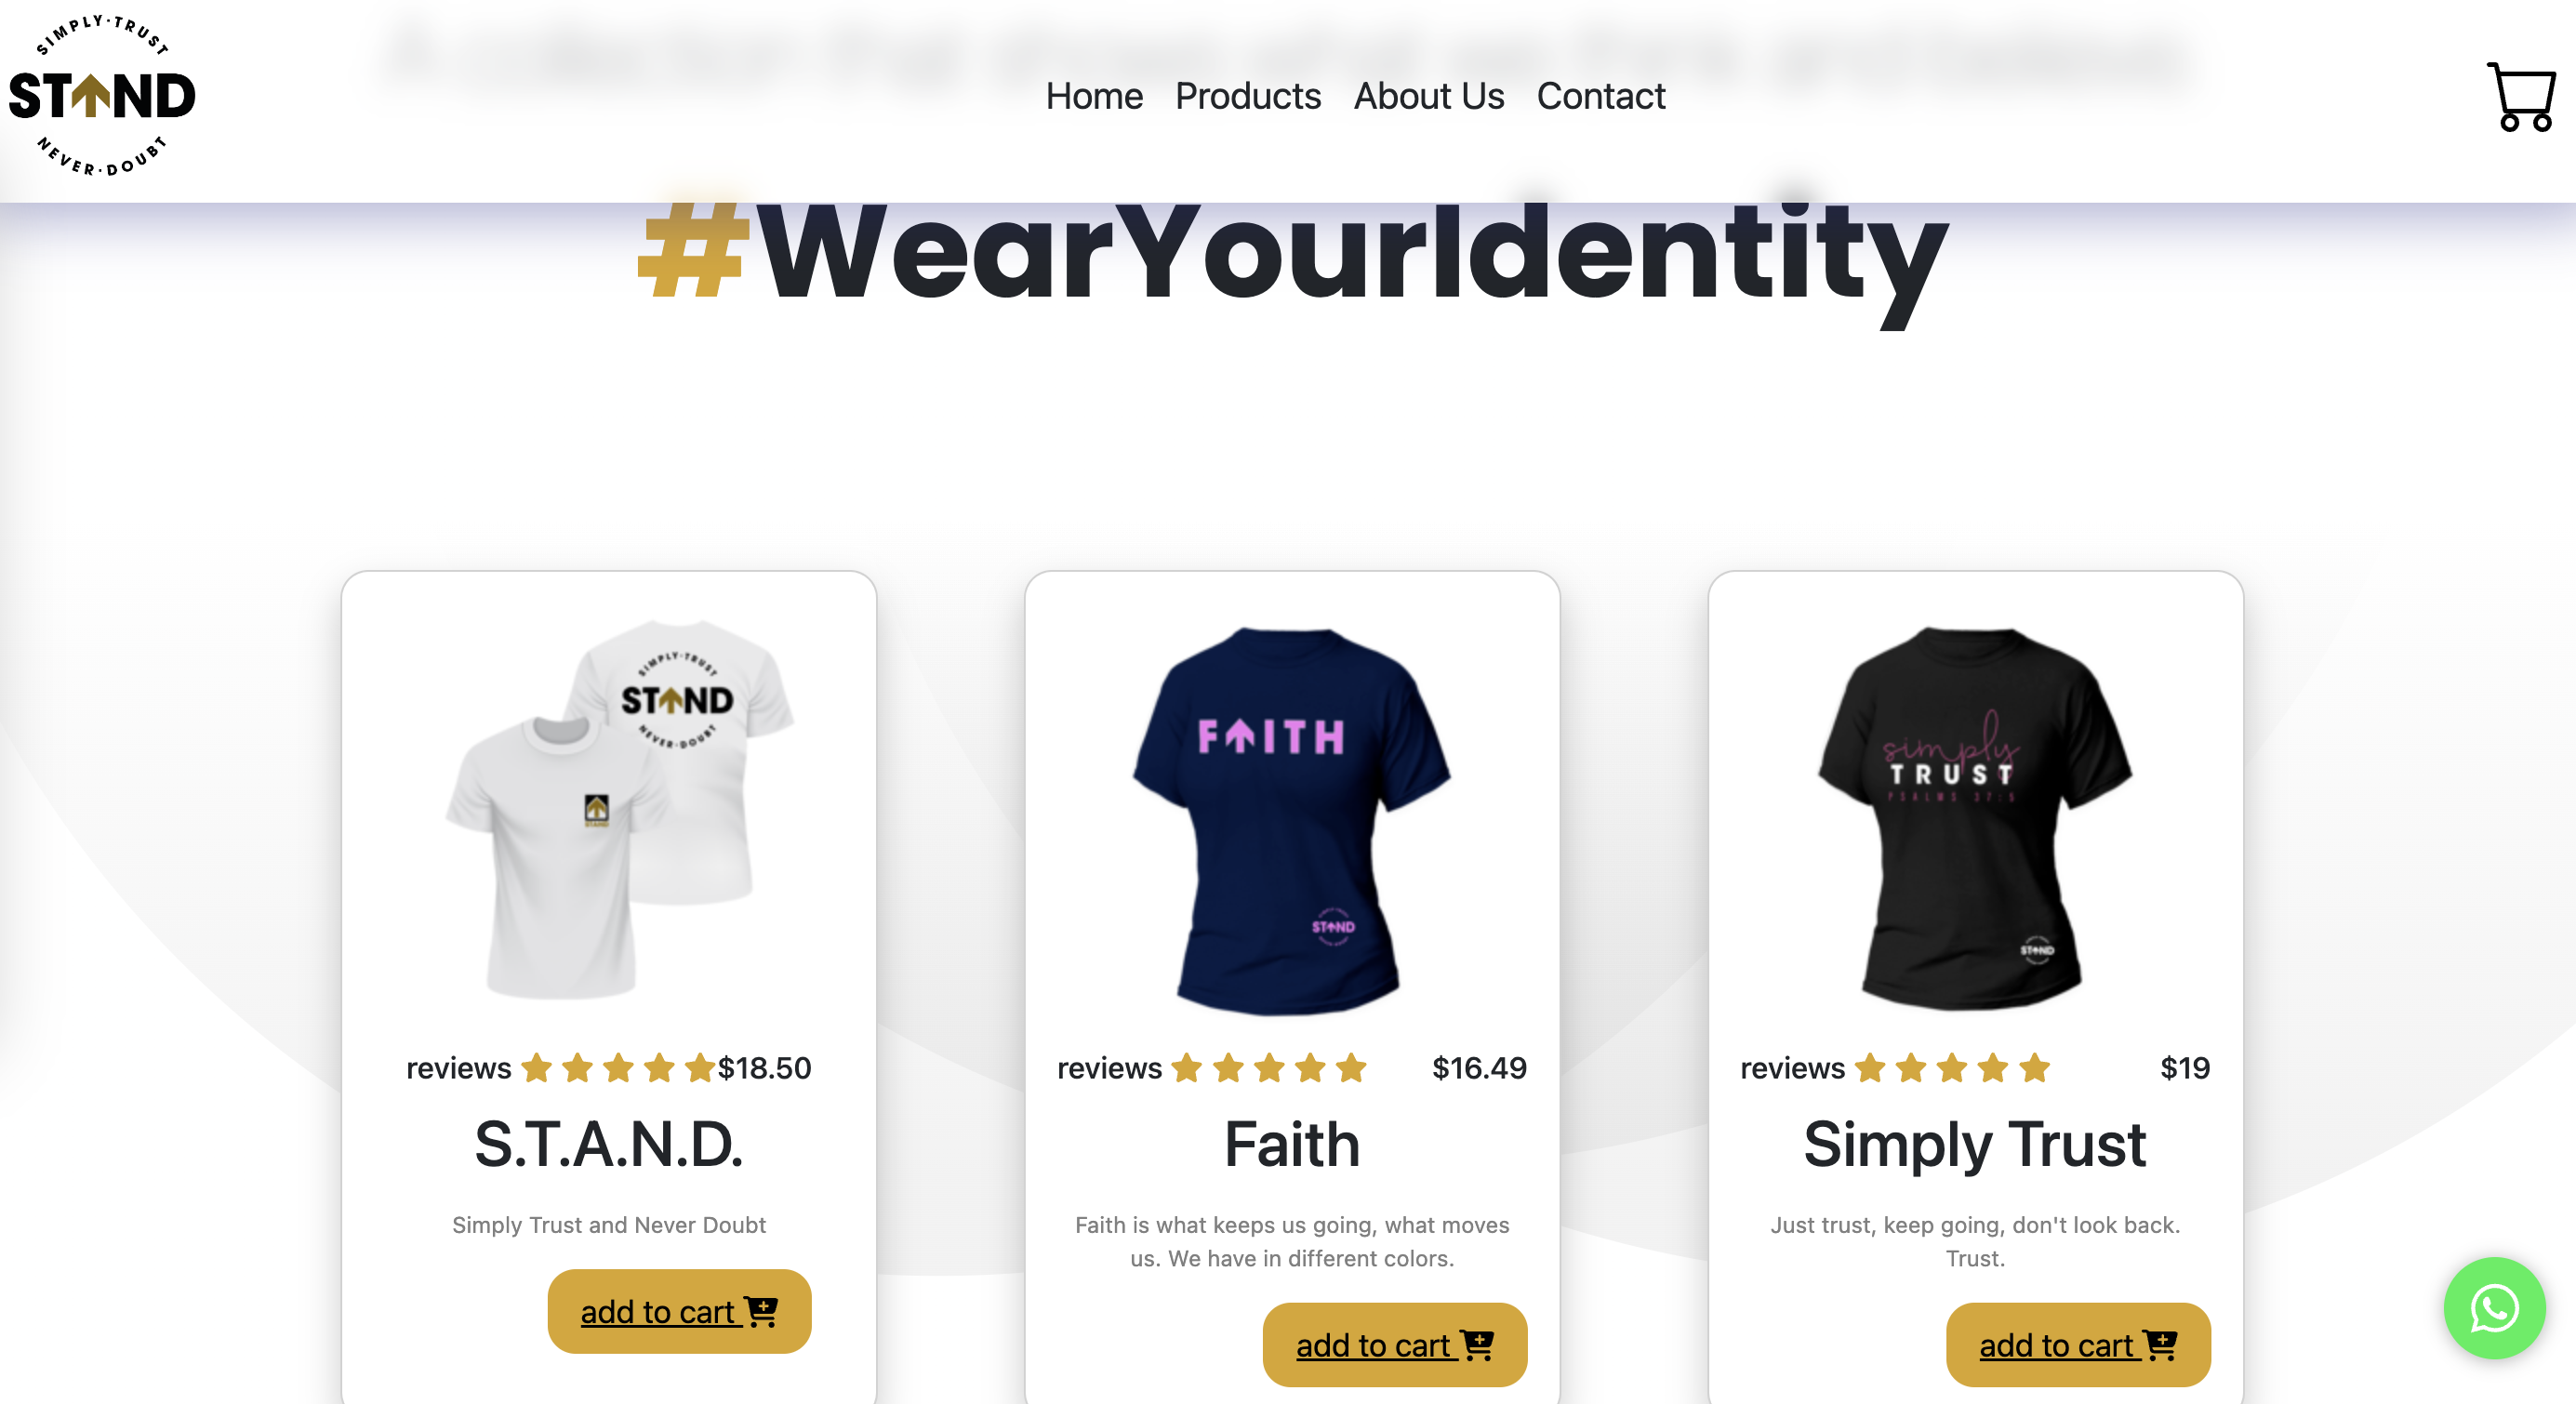 SIMPLY·TRUST
STAND
NEVER·DOUBT
Home Products About Us Contact
#WearYourIdentity
SIMPLY·TRUST
STAND
NEVER·DOUBT
STAND
reviews $18.50
S.T.A.N.D.
Simply Trust and Never Doubt
add to cart
FAITH
STAND
reviews $16.49
Faith
Faith is what keeps us going, what moves
us. We have in different colors.
add to cart
simply
TRUST
PSALMS 37:5
STAND
reviews $19
Simply Trust
Just trust, keep going, don't look back.
Trust.
add to cart